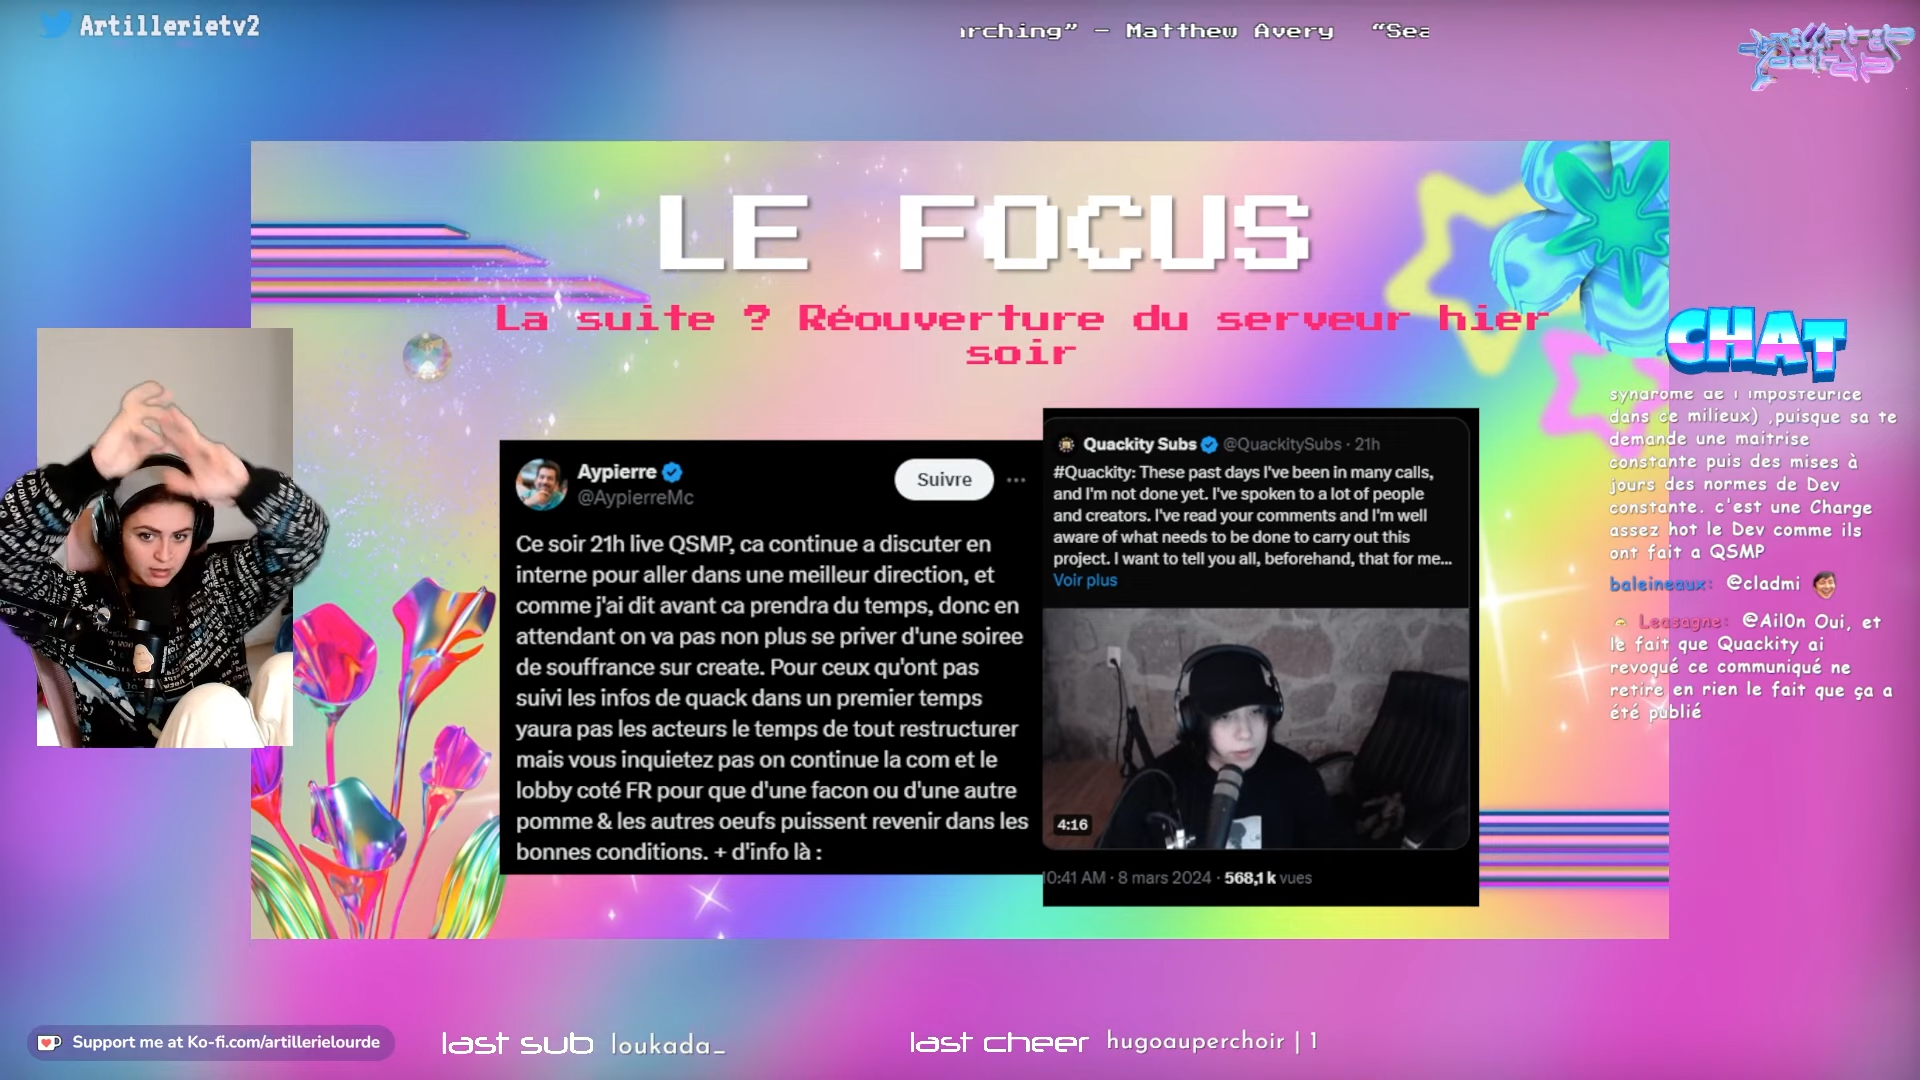 Artillerietv2
rching” - Matthew Avery “Sea
LE FOCUS
La suite ? Réouverture du serveur hier
soir
Aypierre
@AypierreMc
Suivre
Ce soir 21h live QSMP, ca continue a discuter en
interne pour aller dans une meilleur direction, et
comme j'ai dit avant ca prendra du temps, donc en
attendant on va pas non plus se priver d'une soiree
de souffrance sur create. Pour ceux qu'ont pas
suivi les infos de quack dans un premier temps
yaura pas les acteurs le temps de tout restructurer
mais vous inquietez pas on continue la com et le
lobby coté FR pour que d'une facon ou d'une autre
pomme & les autres oeufs puissent revenir dans les
bonnes conditions. + d'info là :
Quackity Subs @QuackitySubs · 21h
#Quackity: These past days I've been in many calls,
and I'm not done yet. I've spoken to a lot of people
and creators. I've read your comments and I'm well
aware of what needs to be done to carry out this
project. I want to tell you all, beforehand, that for me...
Voir plus
4:16
0:41 AM · 8 mars 2024 · 568,1 k vues
CHAT
syndrome de l imposteurice
dans ce milieux) ,puisque sa te
demande une maitrise
constante puis des mises à
jours des normes de Dev
constante. c'est une Charge
assez hot le Dev comme ils
ont fait a QSMP
baleineaux: @cladmi
Leasagne: @Ail0n Oui, et
le fait que Quackity ai
revoqué ce communiqué ne
retire en rien le fait que ça a
été publié
Support me at Ko-fi.com/artillerielourde
last sub loukada_
last cheer hugoauperchoir | 1